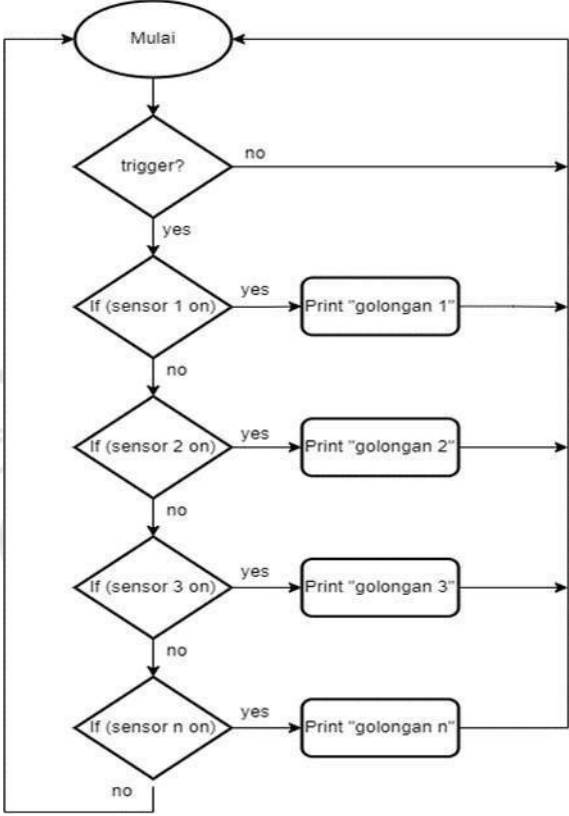 Mulai
trigger?
no
yes
If (sensor 1 on)
yes
Print "golongan 1"
no
If (sensor 2 on)
yes
Print "golongan 2"
no
If (sensor 3 on)
yes
Print "golongan 3"
no
If (sensor n on)
yes
Print "golongan n"
no